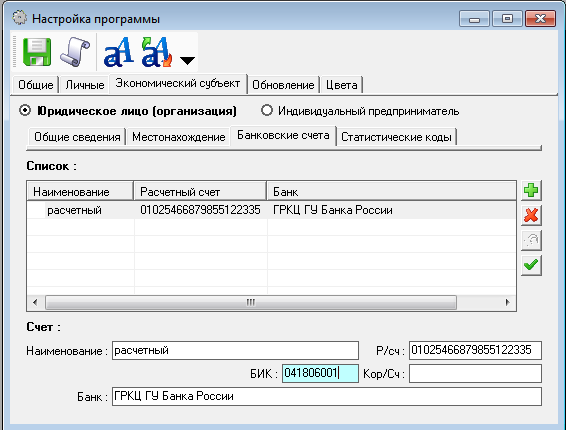 Настройка программы
аА аА
Общие Личные Экономический субъект Обновление Цвета
Юридическое лицо (организация) Индивидуальный предприниматель
Общие сведения Местонахождение Банковские счета Статистические коды
Список :
Наименование Расчетный счет Банк
расчетный 01025466879855122335 ГРКЦ ГУ Банка России
Счет :
Наименование : расчетный Р/сч : 01025466879855122335
БИК : 041806001 Кор/Сч :
Банк : ГРКЦ ГУ Банка России